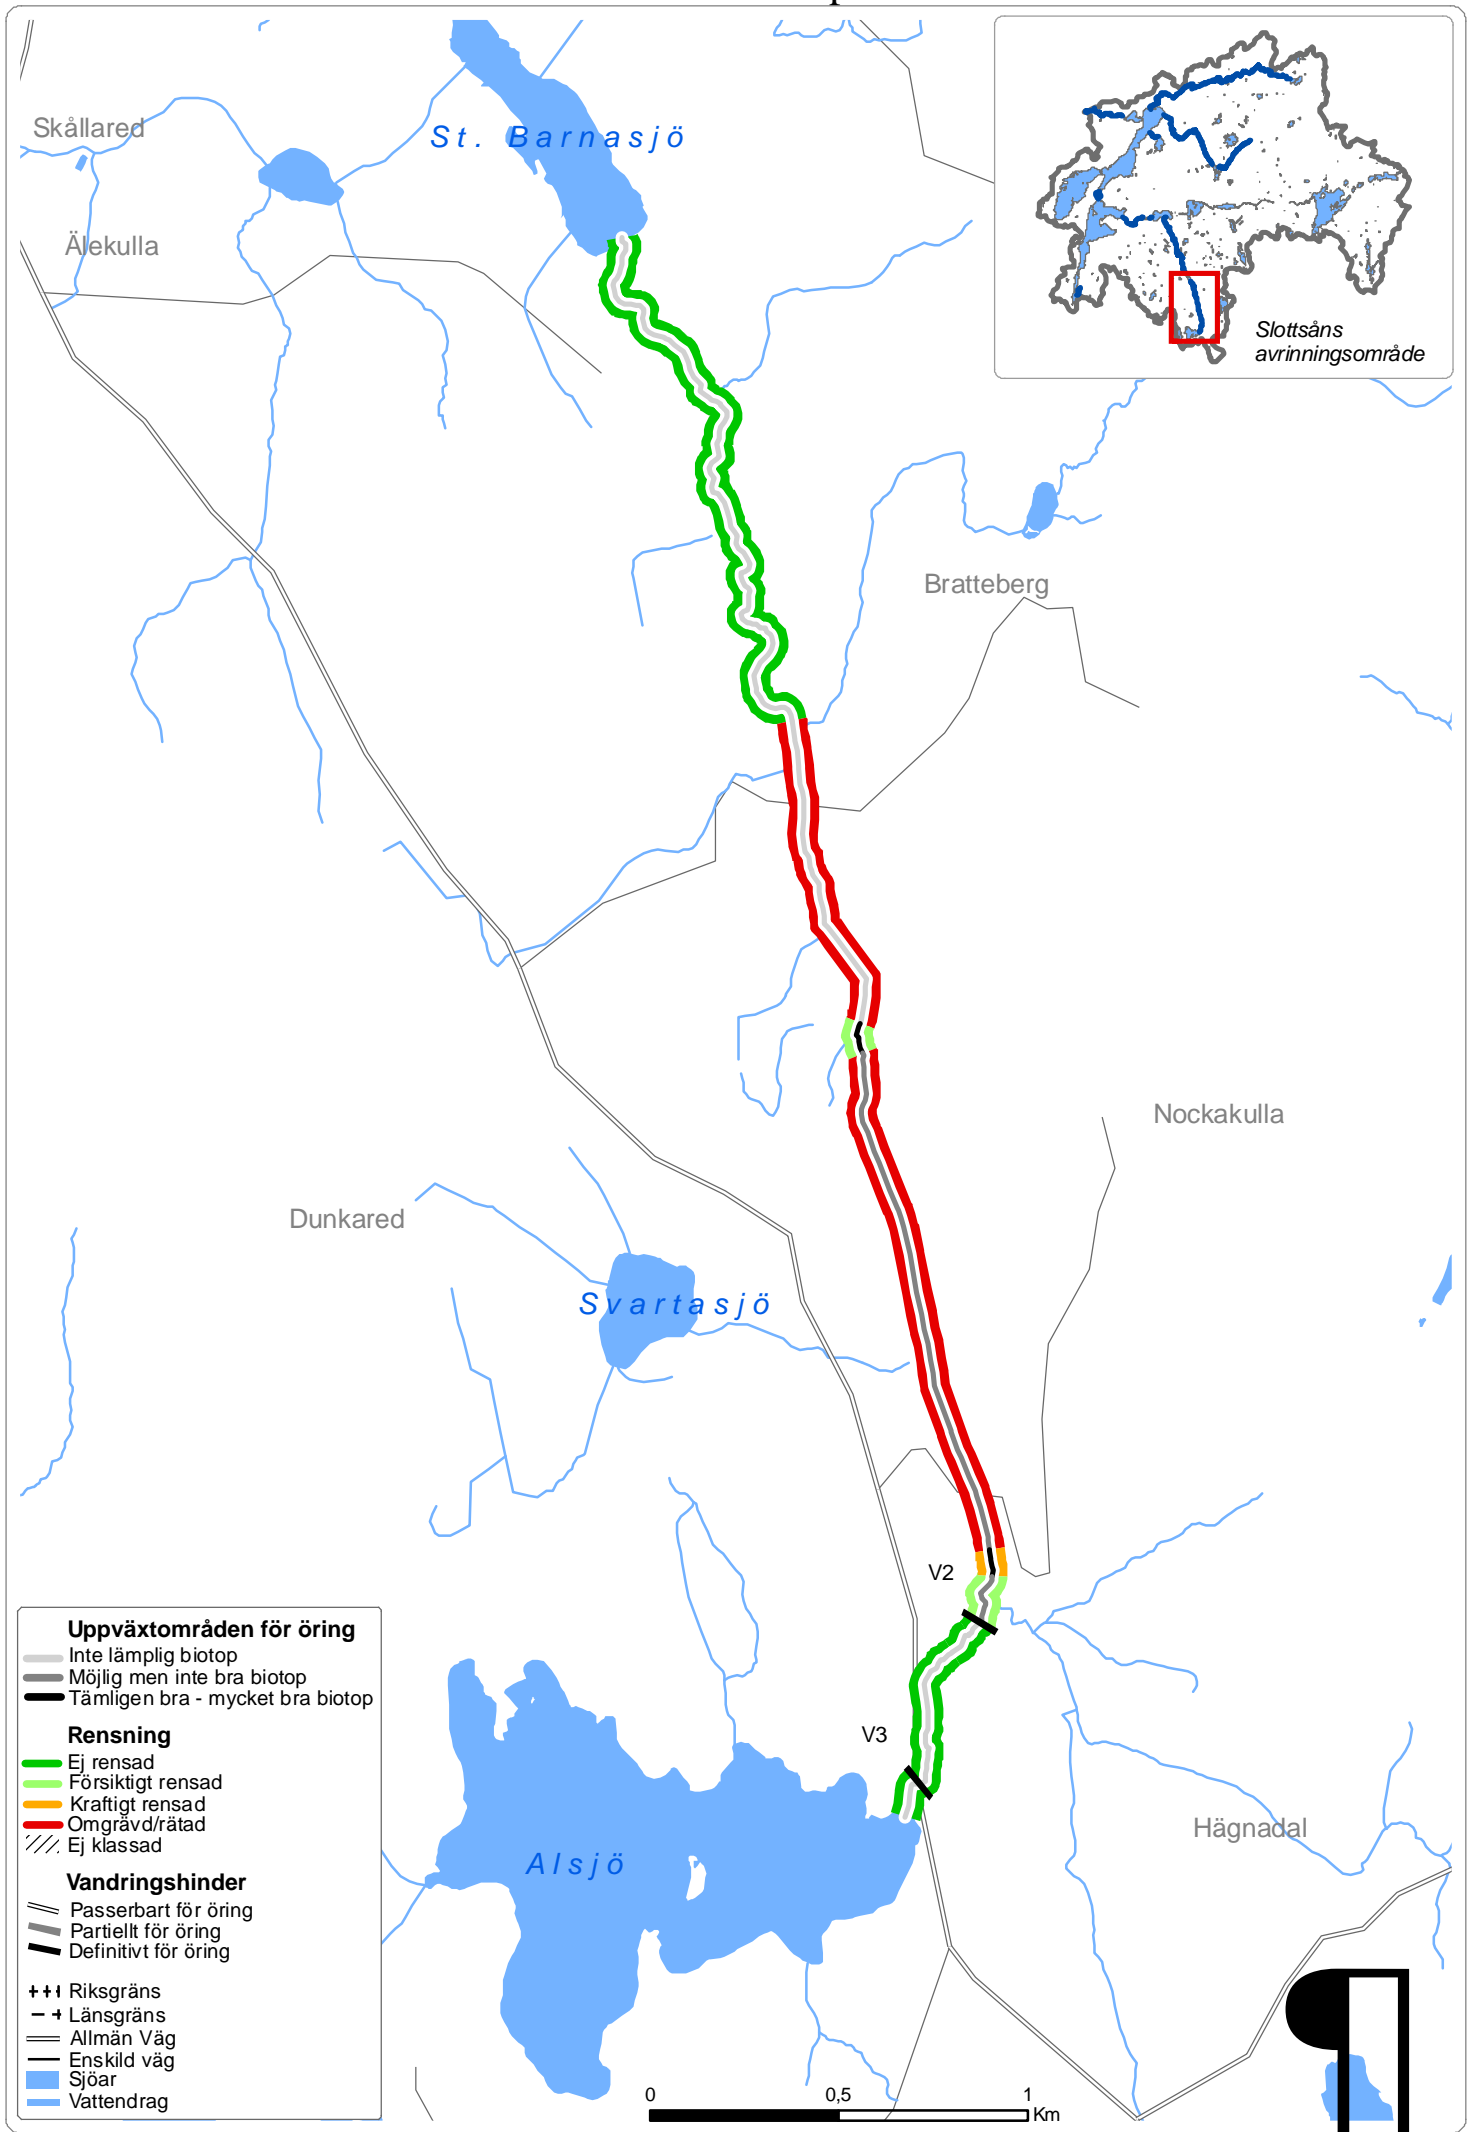 Skållared
St. Barnasjö
Älekulla
Slottsåns
avrinningsområde
Bratteberg
Nockakulla
Dunkared
Svartasjö
V2
V3
Hägnadal
Alsjö
Uppväxtområden för öring
Inte lämplig biotop
Möjlig men inte bra biotop
Tämligen bra - mycket bra biotop
Rensning
Ej rensad
Försiktigt rensad
Kraftigt rensad
Omgrävd/rätad
Ej klassad
Vandringshinder
Passerbart för öring
Partiellt för öring
Definitivt för öring
Riksgräns
Länsgräns
Allmän Väg
Enskild väg
Sjöar
Vattendrag
0 0,5 1
Km
¶